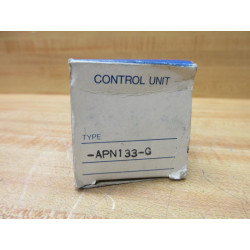 CONTROL UNIT
TYPE
-APN133-G